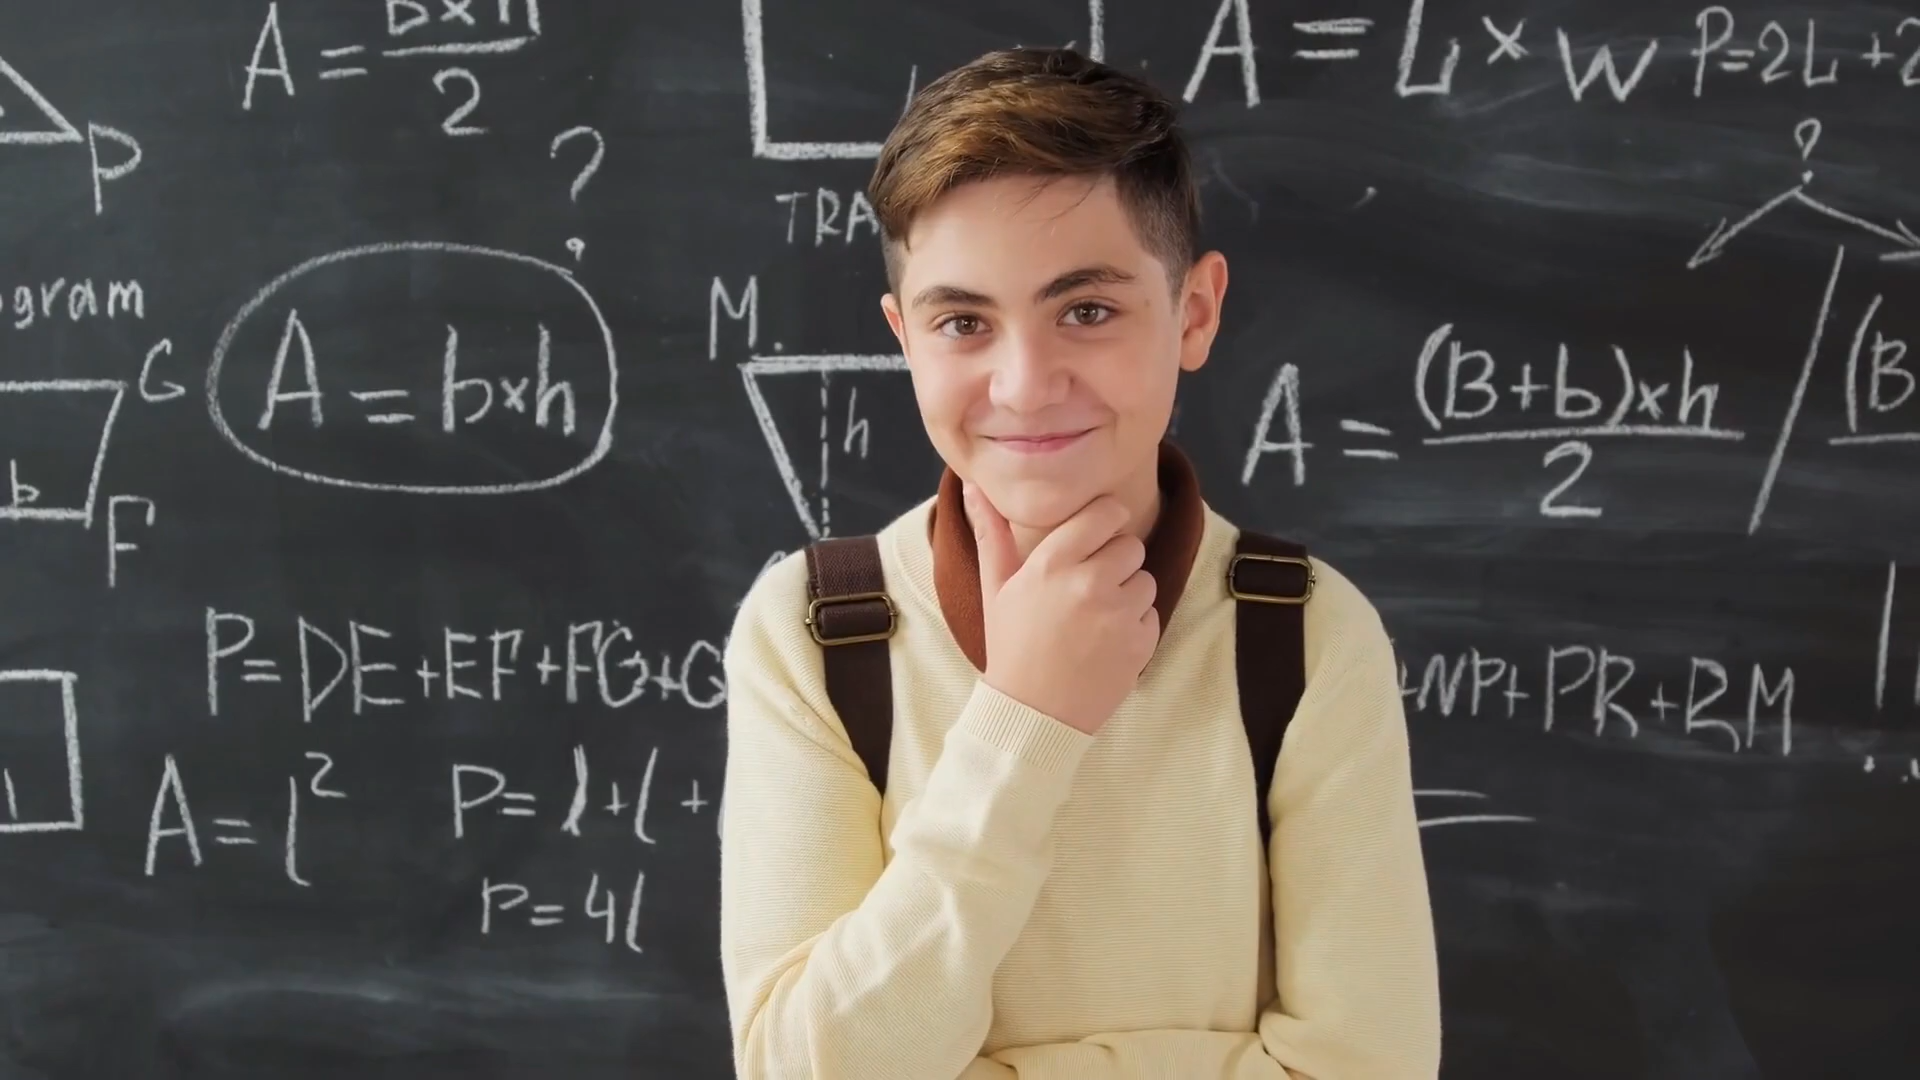 A = b×h / 2
A = L × W P=2L+2
P
?
?
TRA
gram
G
A = b×h
M
h
A = (B+b)×h / 2 / (B
b
F
P=DE+EF+FG+G
+NP+PR+RM
A=l²
P=l+l+
P=4l